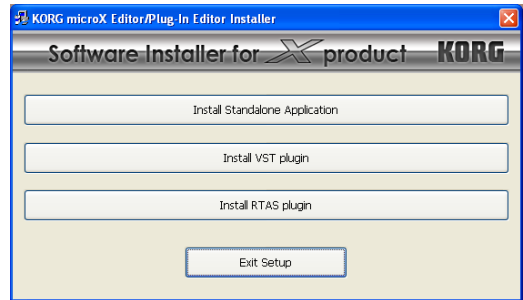 KORG microX Editor/Plug-In Editor Installer
Software Installer for X product KORG
Install Standalone Application
Install VST plugin
Install RTAS plugin
Exit Setup